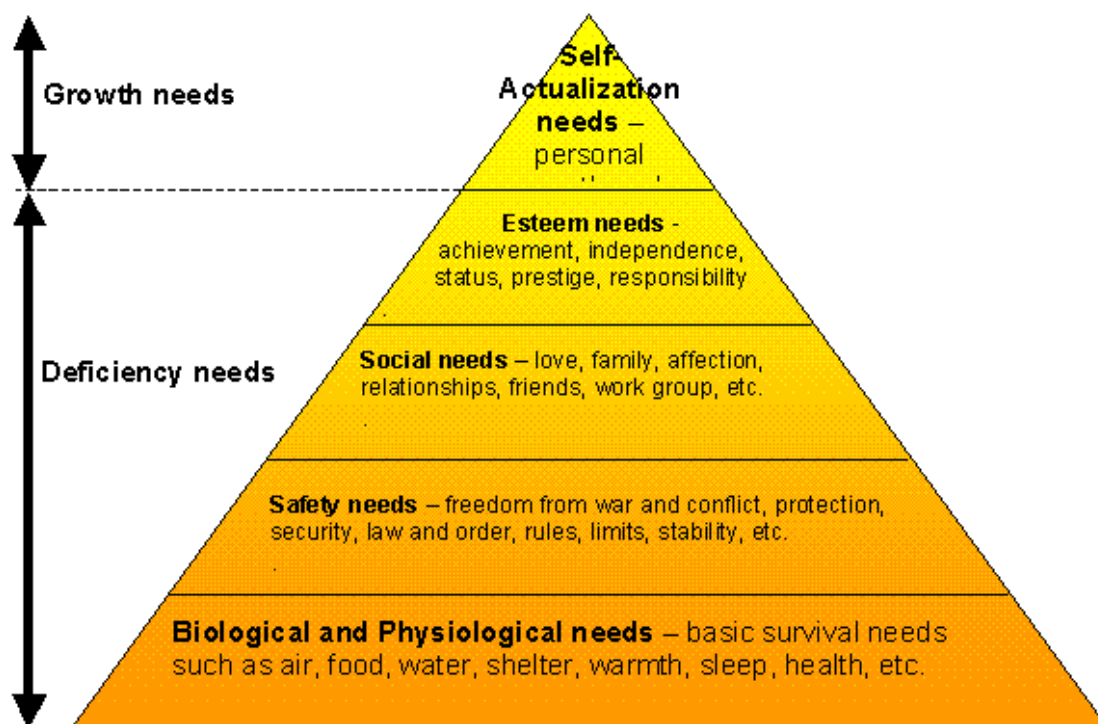 Self-
Actualization
needs –
personal
Growth needs
Esteem needs -
achievement, independence,
status, prestige, responsibility
Social needs – love, family, affection,
relationships, friends, work group, etc.
Deficiency needs
Safety needs – freedom from war and conflict, protection,
security, law and order, rules, limits, stability, etc.
Biological and Physiological needs – basic survival needs
such as air, food, water, shelter, warmth, sleep, health, etc.